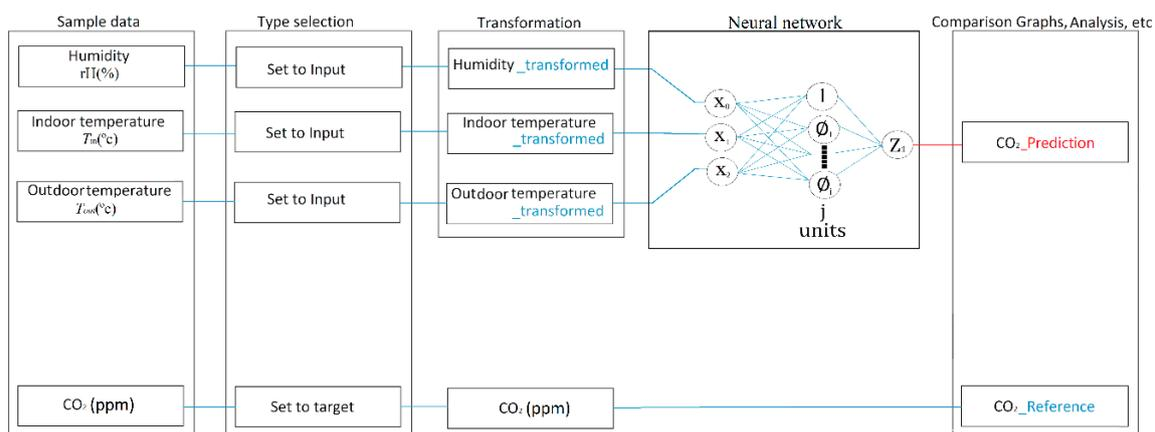 Sample data
Type selection
Transformation
Neural network
Comparison Graphs, Analysis, etc
Humidity
rH(%)
Set to Input
Humidity_transformed
Indoor temperature
Tin(°c)
Set to Input
Indoor temperature
_transformed
Outdoor temperature
Tout(°c)
Set to Input
Outdoor temperature
_transformed
X₀
X₁
X₂
1
Ø₁
Øⱼ
j
units
Z₁
CO₂_Prediction
CO₂ (ppm)
Set to target
CO₂ (ppm)
CO₂_Reference